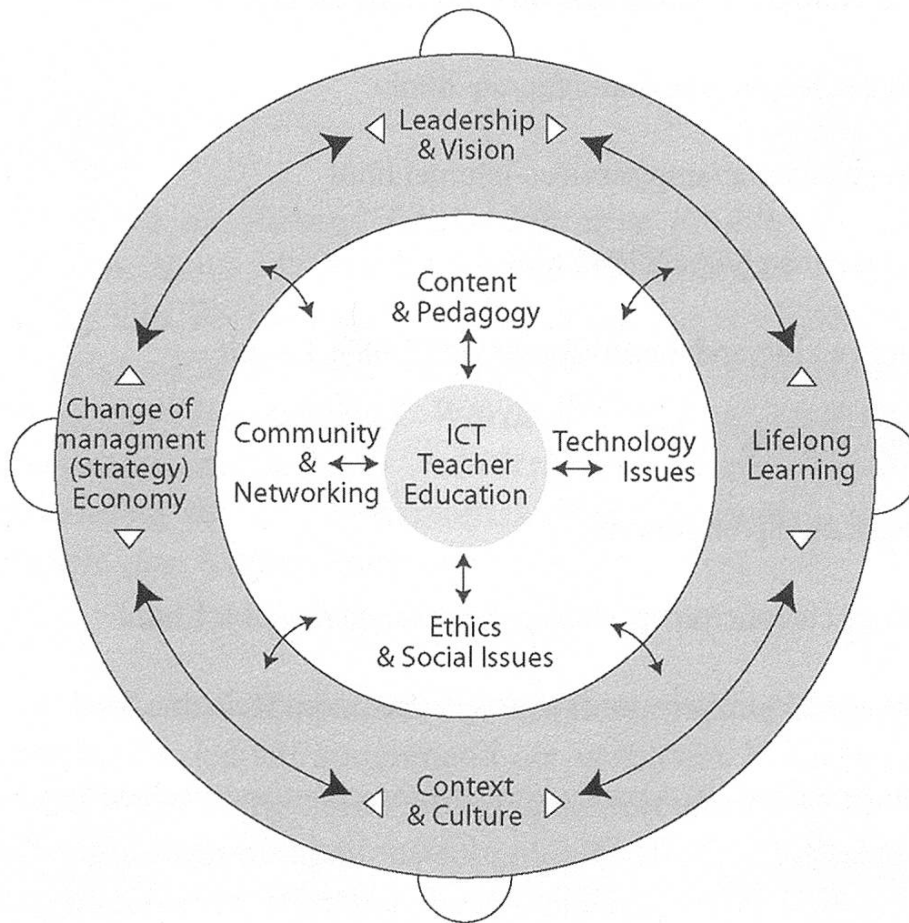 Leadership
& Vision
Content
& Pedagogy
Change of
managment
(Strategy)
Economy
Community
&
Networking
ICT
Teacher
Education
Technology
Issues
Lifelong
Learning
Ethics
& Social Issues
Context
& Culture